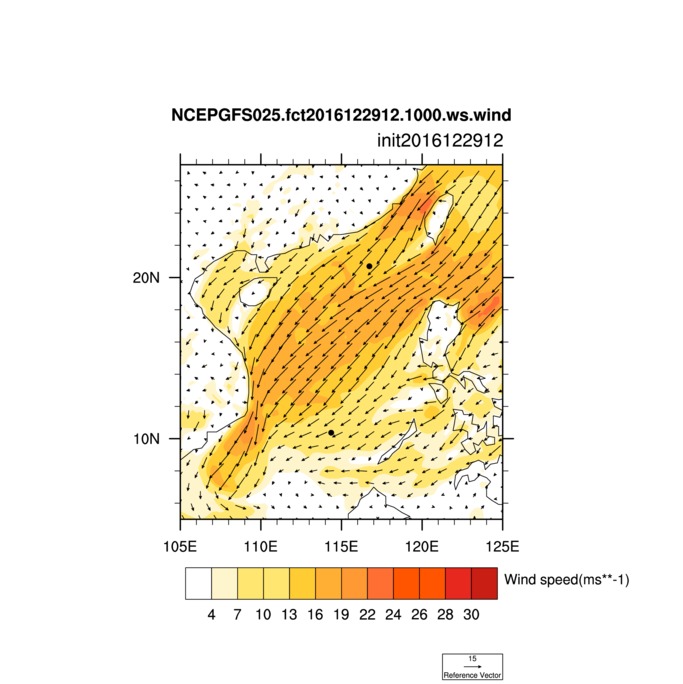 NCEPGFS025.fct2016122912.1000.ws.wind
init2016122912
20N
10N
105E 110E 115E 120E 125E
Wind speed(ms**-1)
4 7 10 13 16 19 22 24 26 28 30
15
Reference Vector